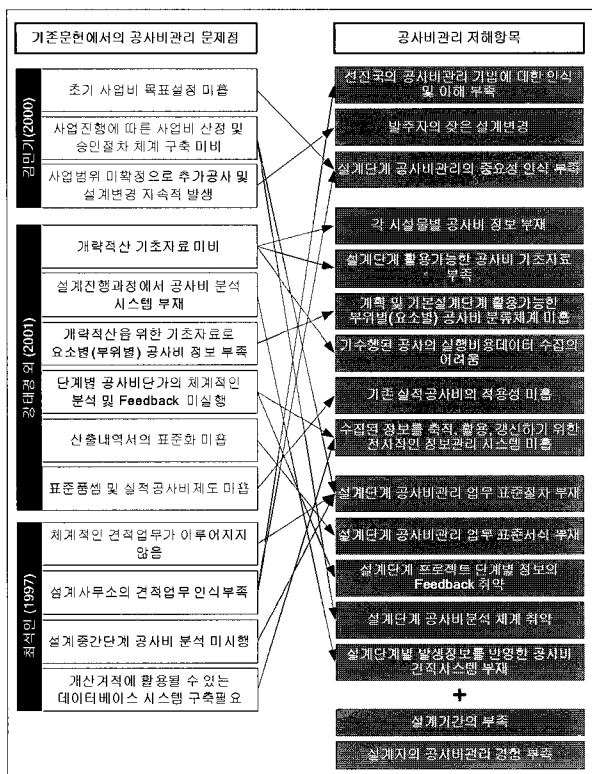 기존문헌에서의 공사비관리 문제점
김민기(2000)
초기 사업비 목표설정 미흡
사업진행에 따른 사업비 산정 및
승인절차 체계 구축 미비
사업범위 미확정으로 추가공사 및
설계변경 지속적 발생
강태경 외 (2001)
개략적산 기초자료 미비
설계진행과정에서 공사비 분석
시스템 부재
개략적산을 위한 기초자료로
요소별(부위별) 공사비 정보 부족
단계별 공사비단가의 체계적인
분석 및 Feedback 미실행
산출내역서의 표준화 미흡
표준품셈 및 실적공사비제도 미흡
최석인 (1997)
체계적인 견적업무가 이루어지지
않음
설계사무소의 견적업무 인식부족
설계중간단계 공사비 분석 미시행
개산견적에 활용될 수 있는
데이터베이스 시스템 구축필요
공사비관리 저해항목
선진국의 공사비관리 기법에 대한 인식
및 이해 부족
발주자의 잦은 설계변경
설계단계 공사비관리의 중요성 인식 부족
각 시설물별 공사비 정보 부재
설계단계 활용가능한 공사비 기초자료
부족
계획 및 기본설계단계 활용가능한
부위별(요소별) 공사비 분류체계 미흡
기수행된 공사의 실행비용데이터 수집의
어려움
기존 실적공사비의 적용성 미흡
수집된 정보를 축적, 활용, 갱신하기 위한
전사적인 정보관리 시스템 미흡
설계단계 공사비관리 업무 표준절차 부재
설계단계 공사비관리 업무 표준서식 부재
설계단계 프로젝트 단계별 정보의
Feedback 취약
설계단계 공사비분석 체계 취약
설계단계별 발생정보를 반영한 공사비
견적시스템 부재
+
설계기간의 부족
설계자의 공사비관리 경험 부족